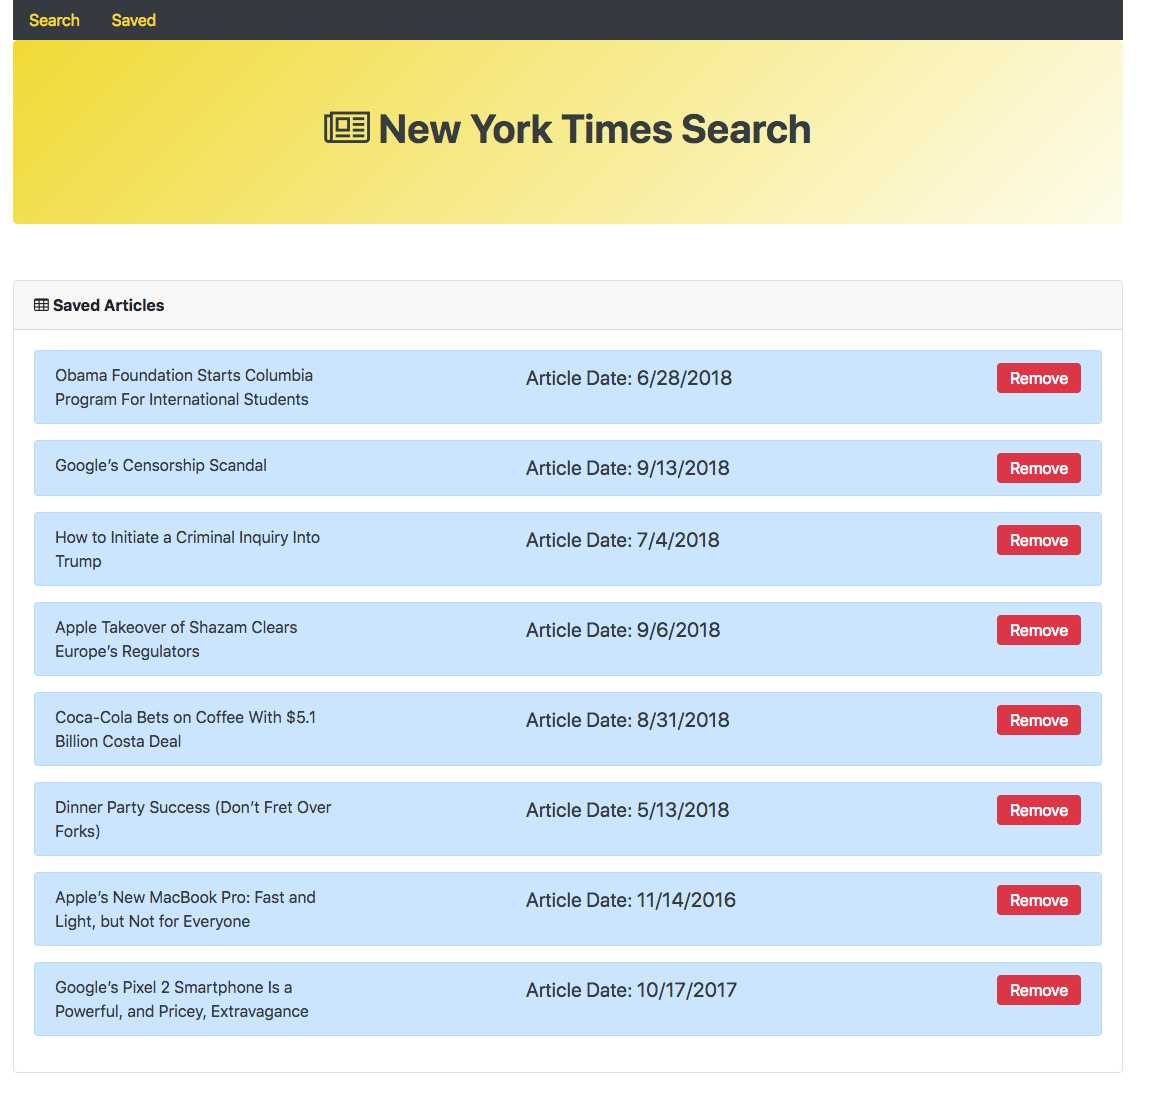 Search Saved
New York Times Search
Saved Articles
Obama Foundation Starts Columbia
Program For International Students
Article Date: 6/28/2018
Remove
Google’s Censorship Scandal
Article Date: 9/13/2018
Remove
How to Initiate a Criminal Inquiry Into
Trump
Article Date: 7/4/2018
Remove
Apple Takeover of Shazam Clears
Europe’s Regulators
Article Date: 9/6/2018
Remove
Coca-Cola Bets on Coffee With $5.1
Billion Costa Deal
Article Date: 8/31/2018
Remove
Dinner Party Success (Don’t Fret Over
Forks)
Article Date: 5/13/2018
Remove
Apple’s New MacBook Pro: Fast and
Light, but Not for Everyone
Article Date: 11/14/2016
Remove
Google’s Pixel 2 Smartphone Is a
Powerful, and Pricey, Extravagance
Article Date: 10/17/2017
Remove